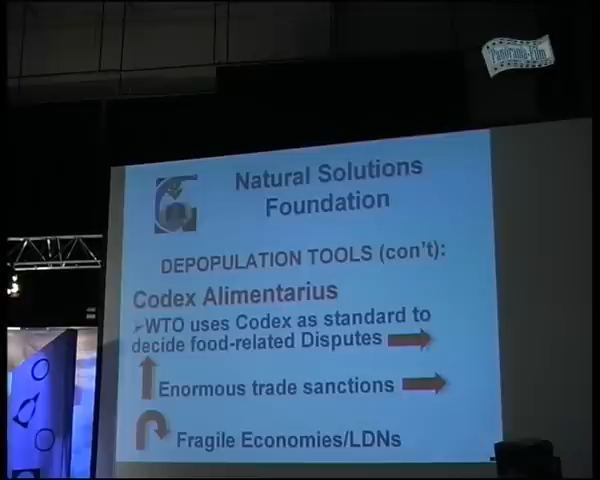 Panorama-Film
Natural Solutions
Foundation
DEPOPULATION TOOLS (con't):
Codex Alimentarius
➢WTO uses Codex as standard to
decide food-related Disputes
Enormous trade sanctions
Fragile Economies/LDNs